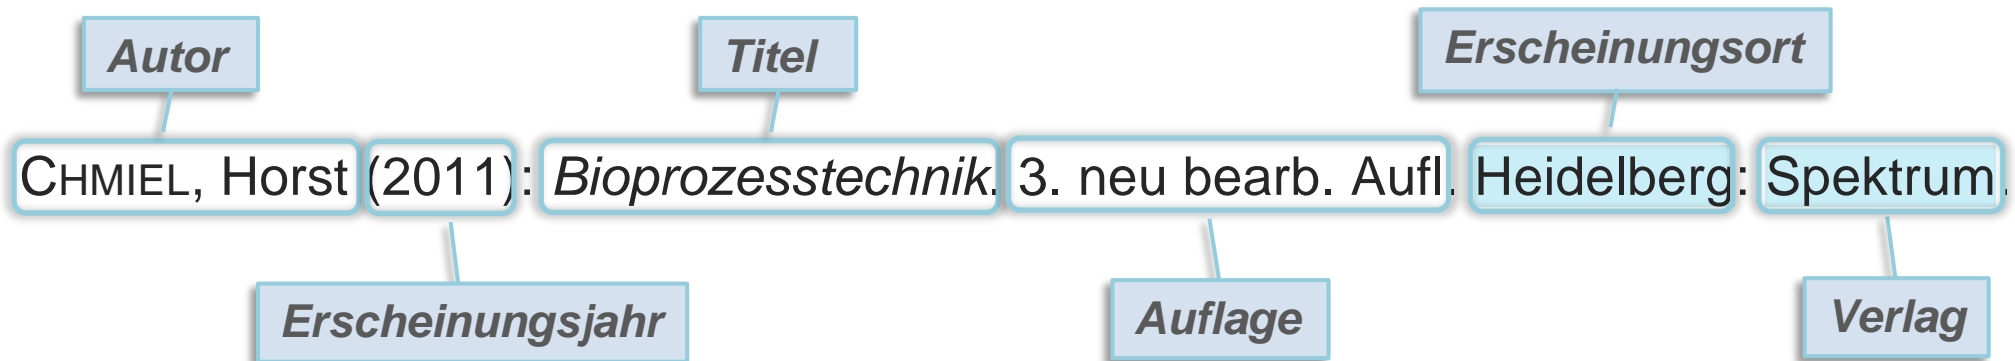 Autor Titel Erscheinungsort
CHMIEL, Horst (2011): Bioprozesstechnik. 3. neu bearb. Aufl. Heidelberg: Spektrum.
Erscheinungsjahr Auflage Verlag